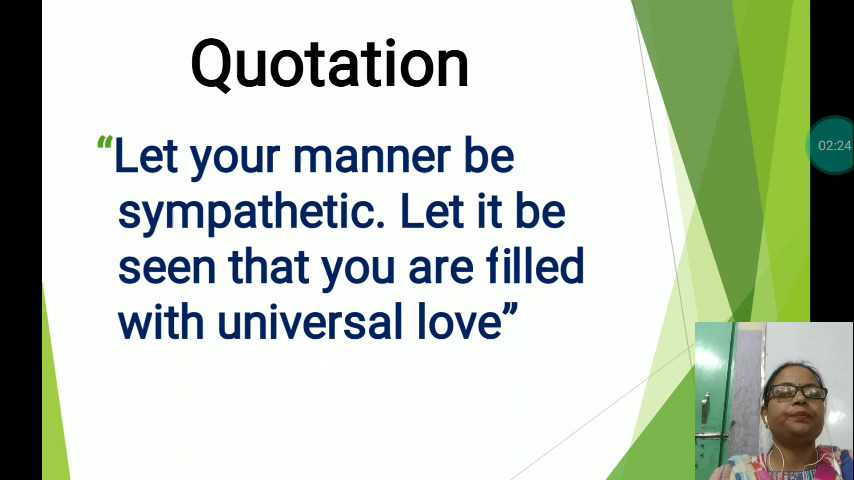 Quotation
“Let your manner be
sympathetic. Let it be
seen that you are filled
with universal love”
02:24